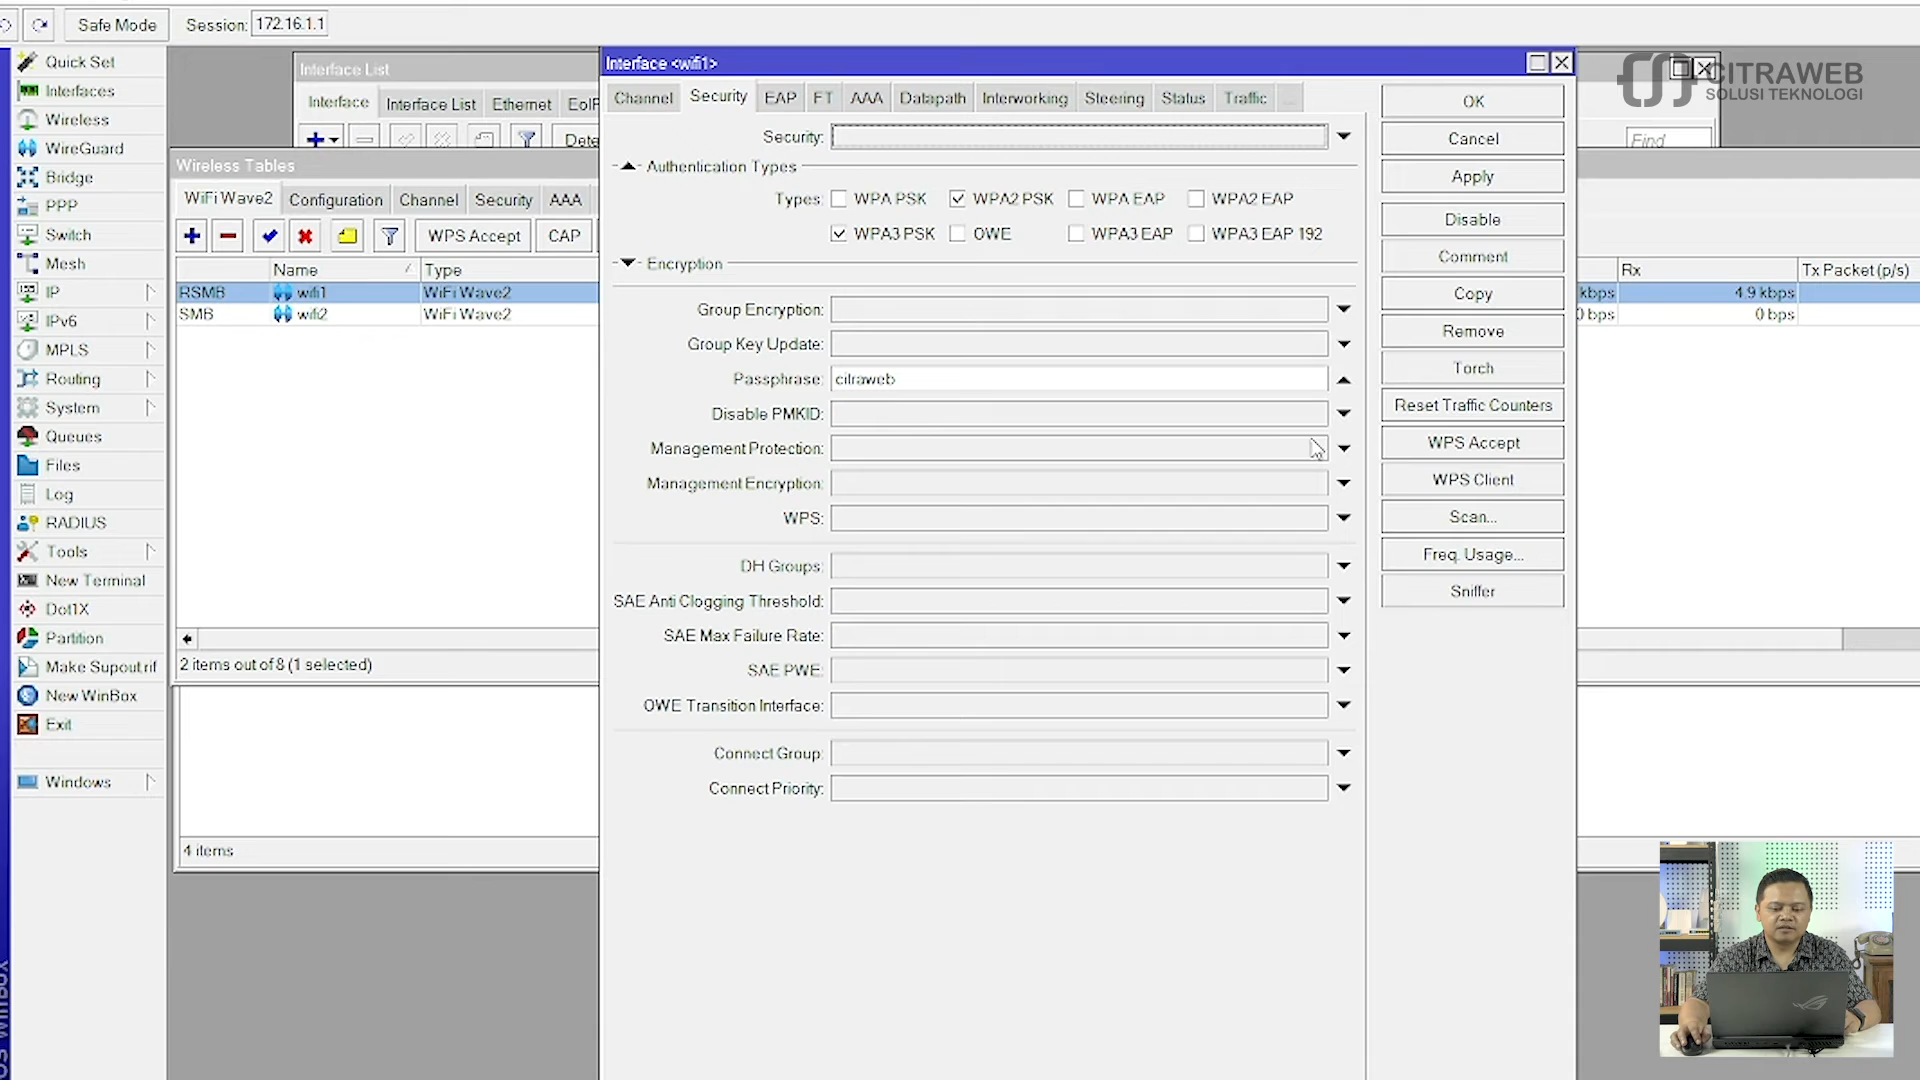 Safe Mode Session: 172.16.1.1
Quick Set
Interfaces
Wireless
WireGuard
Bridge
PPP
Switch
Mesh
IP
IPv6
MPLS
Routing
System
Queues
Files
Log
RADIUS
Tools
New Terminal
Dot1X
Partition
Make Supout.rif
New WinBox
Exit
Windows
Interface List
Interface Interface List Ethernet
Find
Wireless Tables
WiFi Wave2 Configuration Channel Security AAA
WPS Accept CAP
Name Type
RSMB wifi1 WiFi Wave2
SMB wifi2 WiFi Wave2
2 items out of 8 (1 selected)
4 items
Interface <wifi1>
Channel Security EAP FT AAA Datapath Interworking Steering Status Traffic ...
Security:
Authentication Types
Types: WPA PSK WPA2 PSK WPA EAP WPA2 EAP
WPA3 PSK OWE WPA3 EAP WPA3 EAP 192
Encryption
Group Encryption:
Group Key Update:
Passphrase: citraweb
Disable PMKID:
Management Protection:
Management Encryption:
WPS:
DH Groups:
SAE Anti Clogging Threshold:
SAE Max Failure Rate:
SAE PWE:
OWE Transition Interface:
Connect Group:
Connect Priority:
OK
Cancel
Apply
Disable
Comment
Copy
Remove
Torch
Reset Traffic Counters
WPS Accept
WPS Client
Scan...
Freq. Usage...
Sniffer
Rx Tx Packet (p/s)
kbps 4.9 kbps
0 bps 0 bps
CITRAWEB
SOLUSI TEKNOLOGI